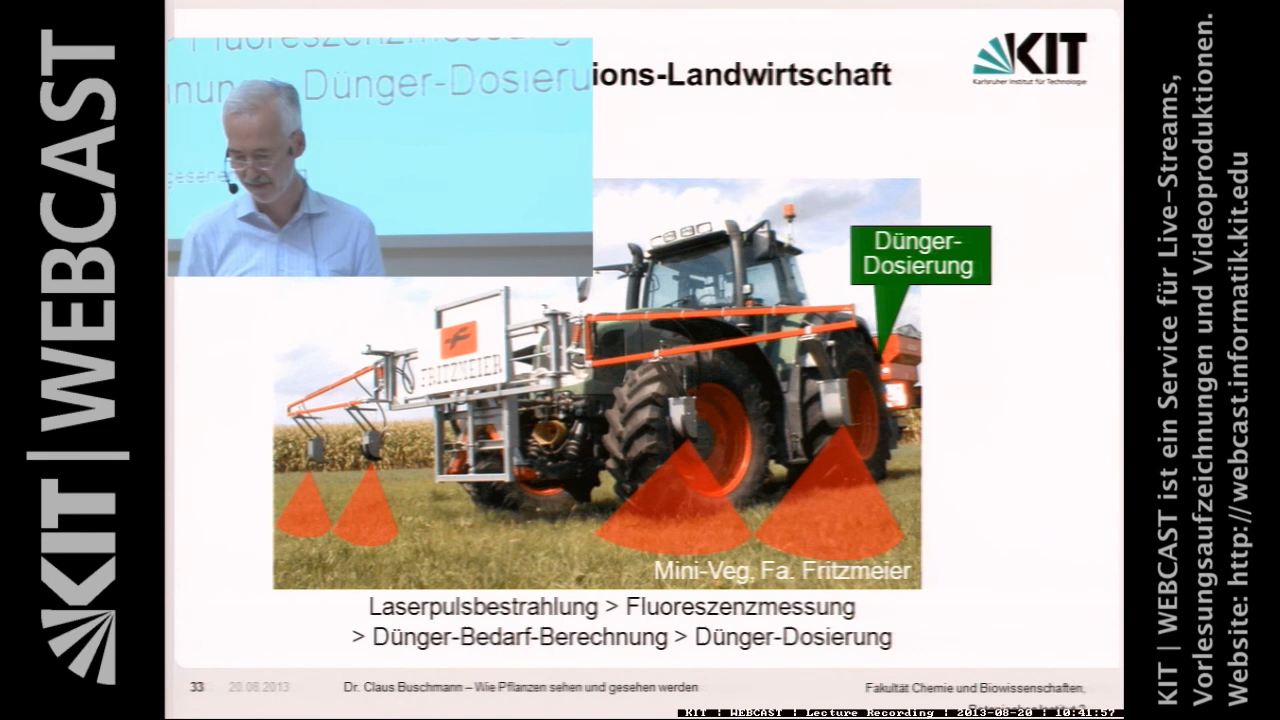 KIT | WEBCAST
Dünger-Dosieru
ions-Landwirtschaft
KIT
Karlsruher Institut für Technologie
Dünger-
Dosierung
FRITZMEIER
Mini-Veg, Fa. Fritzmeier
Laserpulsbestrahlung > Fluoreszenzmessung
> Dünger-Bedarf-Berechnung > Dünger-Dosierung
33
20.08.2013
Dr. Claus Buschmann – Wie Pflanzen sehen und gesehen werden
Fakultät Chemie und Biowissenschaften,
KIT : WEBCAST : Lecture Recording : 2013-08-20 : 10:41:57
KIT | WEBCAST ist ein Service für Live-Streams,
Vorlesungsaufzeichnungen und Videoproduktionen.
Website: http://webcast.informatik.kit.edu